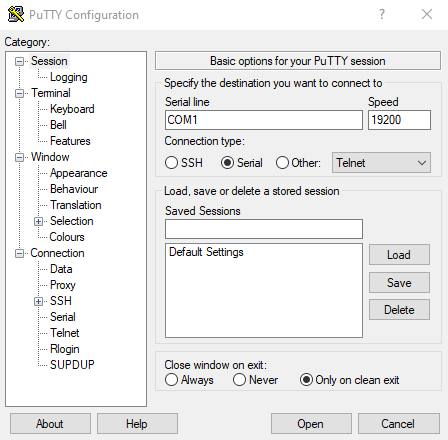 PuTTY Configuration
? ×
Category:
Session
Logging
Terminal
Keyboard
Bell
Features
Window
Appearance
Behaviour
Translation
Selection
Colours
Connection
Data
Proxy
SSH
Serial
Telnet
Rlogin
SUPDUP
Basic options for your PuTTY session
Specify the destination you want to connect to
Serial line Speed
COM1 19200
Connection type:
SSH Serial Other: Telnet
Load, save or delete a stored session
Saved Sessions
Default Settings
Load
Save
Delete
Close window on exit:
Always Never Only on clean exit
About Help Open Cancel